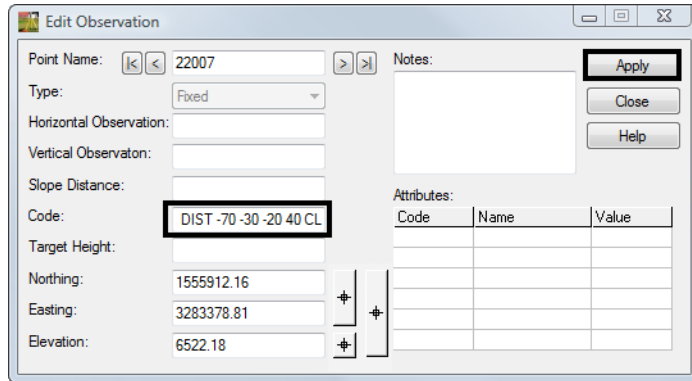 Edit Observation
Point Name: |< < 22007 > >|
Type: Fixed
Horizontal Observation:
Vertical Observaton:
Slope Distance:
Code: DIST -70 -30 -20 40 CL
Target Height:
Northing: 1555912.16
Easting: 3283378.81
Elevation: 6522.18
Notes:
Attributes:
Code Name Value
Apply
Close
Help